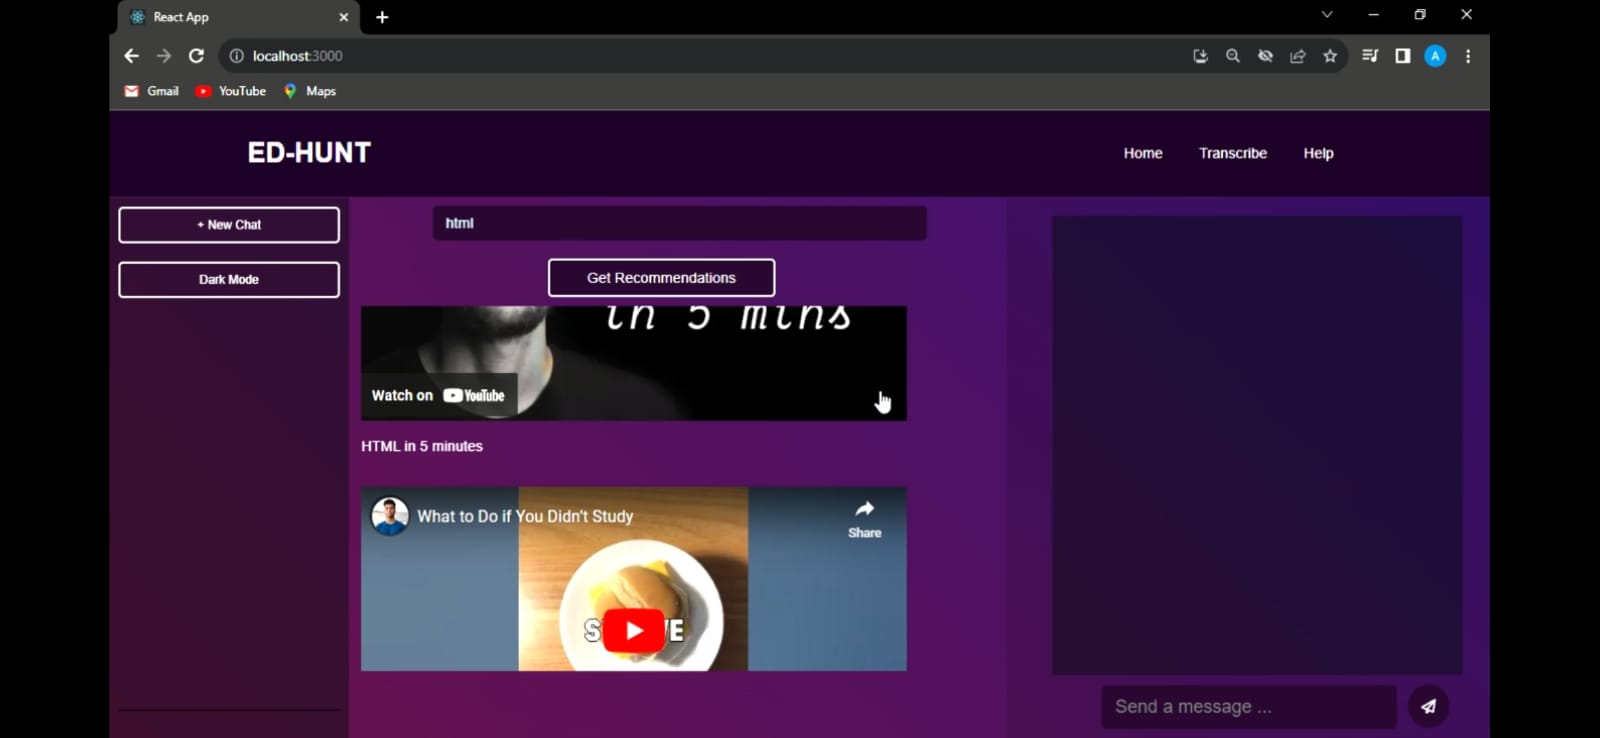 React App
localhost:3000
A
Gmail YouTube Maps
ED-HUNT
Home Transcribe Help
+ New Chat
html
Dark Mode
Get Recommendations
in 5 mins
Watch on YouTube
HTML in 5 minutes
What to Do if You Didn't Study
Share
Send a message ...